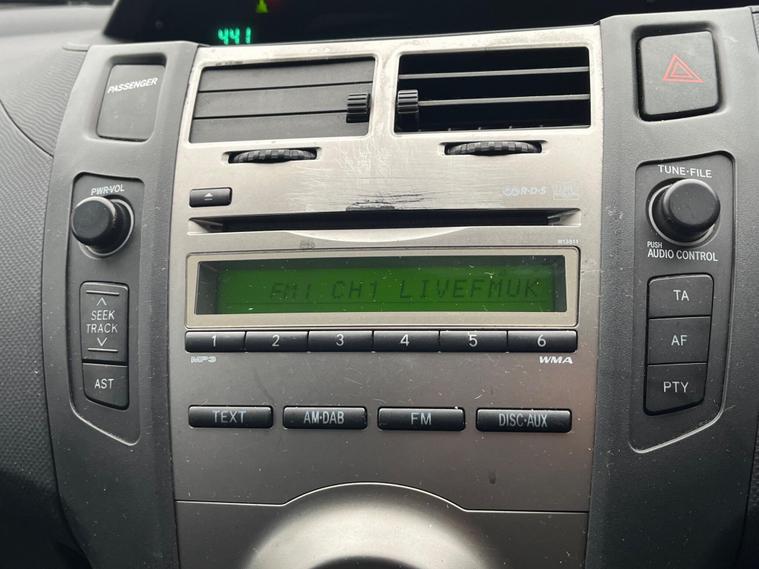 441
PASSENGER
PWR·VOL
TUNE·FILE
R·D·S
W53811
PUSH
AUDIO CONTROL
FM1 CH1 LIVEFMUK
SEEK
TRACK
AST
1 2 3 4 5 6
MP3 WMA
TA
AF
PTY
TEXT AM·DAB FM DISC·AUX